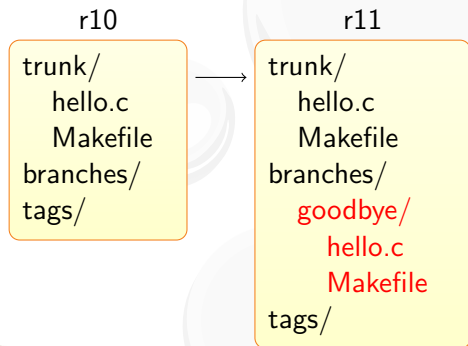 r10
trunk/
hello.c
Makefile
branches/
tags/
r11
trunk/
hello.c
Makefile
branches/
goodbye/
hello.c
Makefile
tags/